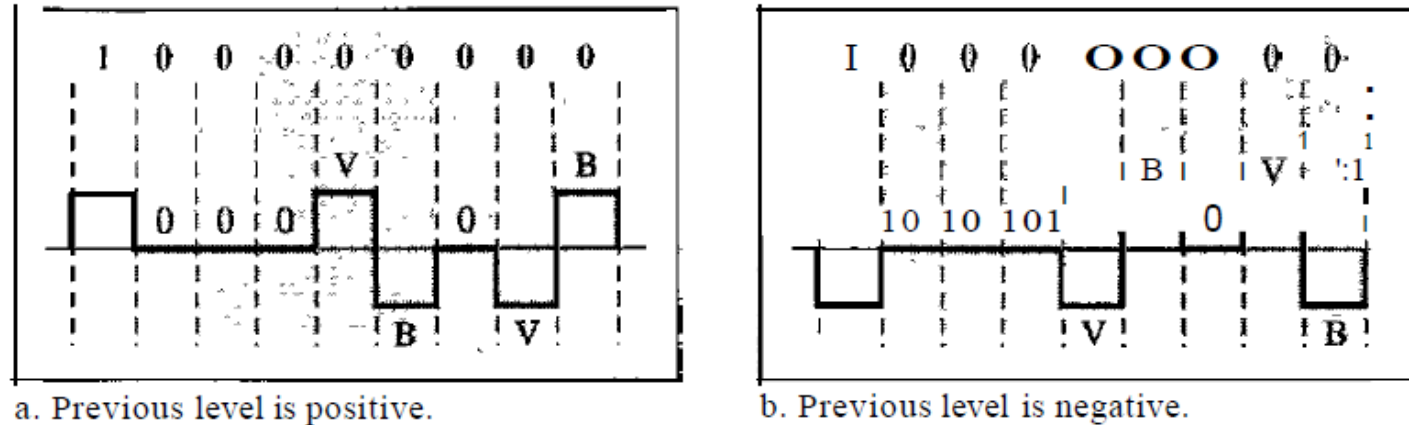 1 0 0 0 0 0 0 0 0
V B
0 0 0 0
B V
a. Previous level is positive.
I 0 0 0 O O O 0 0
B V
10 10 101 0
V B
b. Previous level is negative.